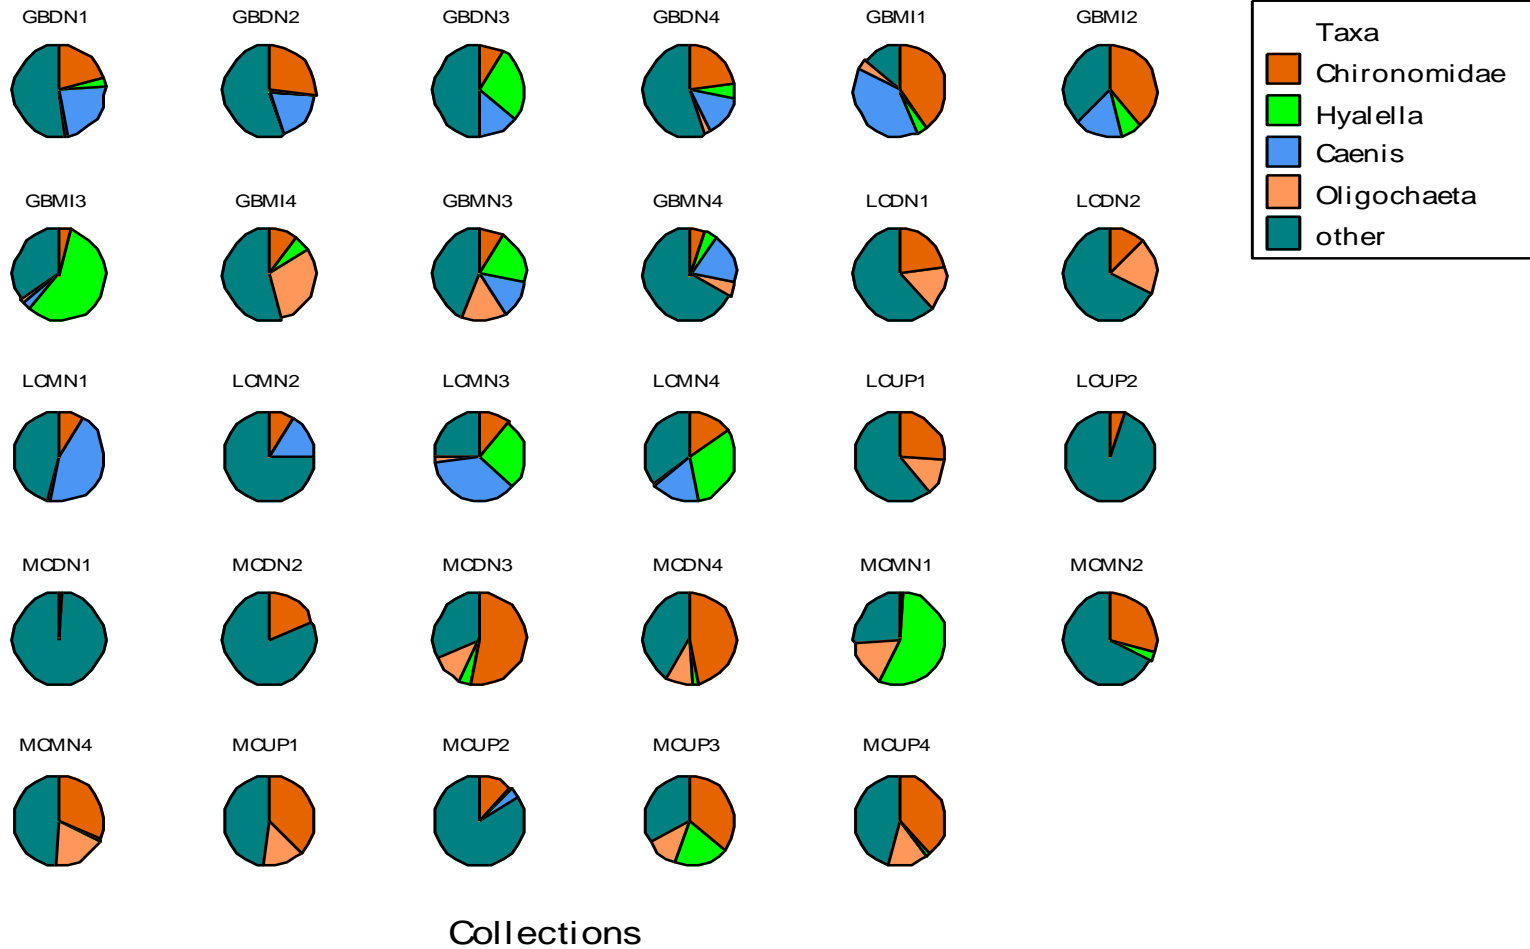 GBDN1 GBDN2 GBDN3 GBDN4 GBMI1 GBMI2
GBMI3 GBMI4 GBMN3 GBMN4 LCDN1 LCDN2
LCMN1 LCMN2 LCMN3 LCMN4 LCUP1 LCUP2
MCDN1 MCDN2 MCDN3 MCDN4 MCMN1 MCMN2
MCMN4 MCUP1 MCUP2 MCUP3 MCUP4
Collections
Taxa
Chironomidae
Hyalella
Caenis
Oligochaeta
other